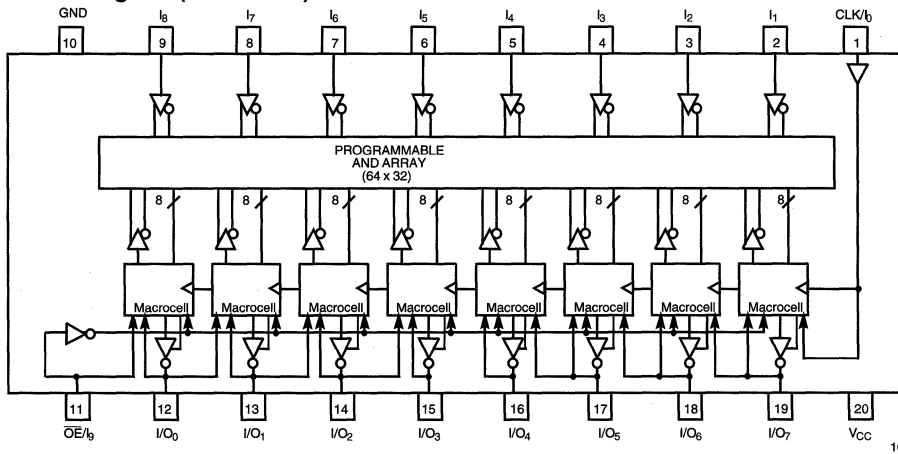 GND I8 I7 I6 I5 I4 I3 I2 I1 CLK/I0
10 9 8 7 6 5 4 3 2 1
PROGRAMMABLE
AND ARRAY
(64 x 32)
8 8 8 8 8 8 8 8
Macrocell Macrocell Macrocell Macrocell Macrocell Macrocell Macrocell Macrocell
11 12 13 14 15 16 17 18 19 20
OE/I9 I/O0 I/O1 I/O2 I/O3 I/O4 I/O5 I/O6 I/O7 VCC